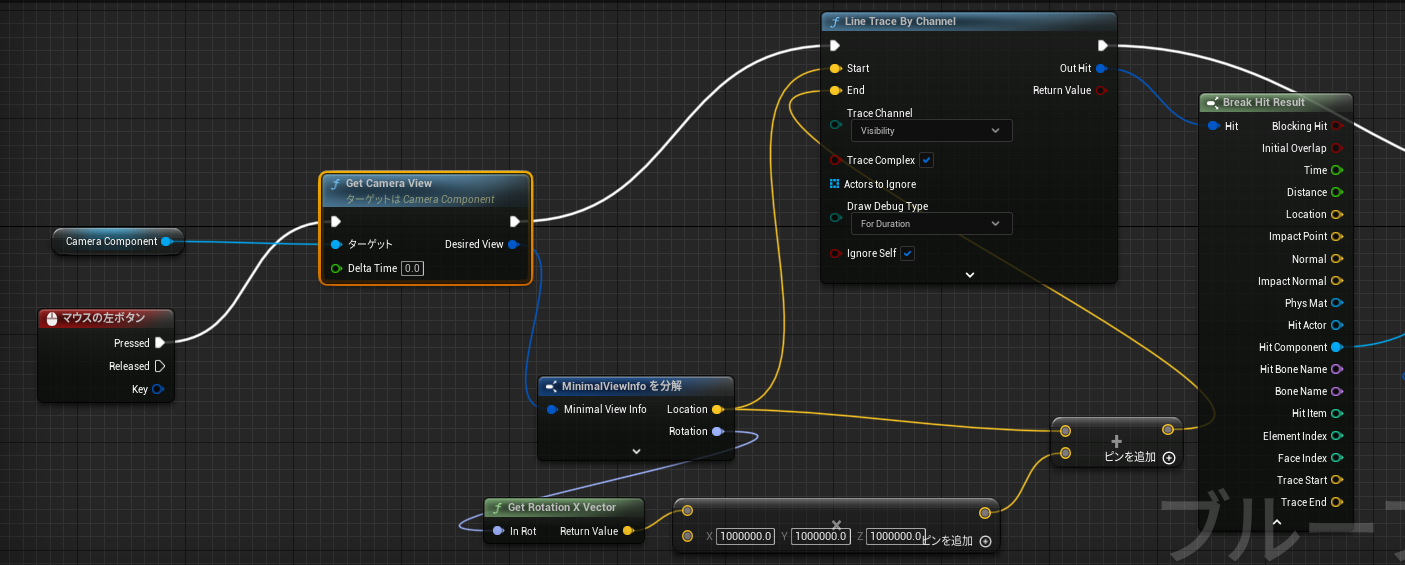 Line Trace By Channel
Start
End
Trace Channel
Visibility
Trace Complex
Actors to Ignore
Draw Debug Type
For Duration
Ignore Self
Out Hit
Return Value
Break Hit Result
Hit
Blocking Hit
Initial Overlap
Time
Distance
Location
Impact Point
Normal
Impact Normal
Phys Mat
Hit Actor
Hit Component
Hit Bone Name
Bone Name
Hit Item
Element Index
Face Index
Trace Start
Trace End
Get Camera View
ターゲットは Camera Component
ターゲット
Desired View
Delta Time 0.0
Camera Component
マウスの左ボタン
Pressed
Released
Key
MinimalViewInfo を分解
Minimal View Info
Location
Rotation
Get Rotation X Vector
In Rot
Return Value
X 1000000.0 Y 1000000.0 Z 1000000.0
ピンを追加
ピンを追加
ブルー